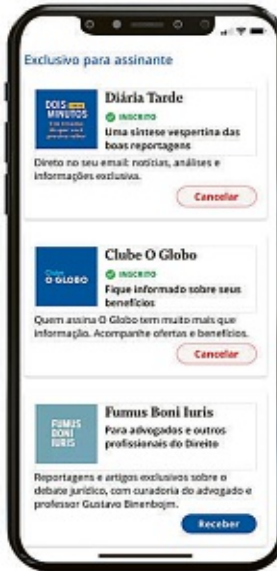 Exclusivo para assinante
DOIS
MINUTOS
Diária Tarde
INSCRITO
Uma síntese vespertina das
boas reportagens
Direto no seu email: notícias, análises e
informações exclusiva.
Cancelar
Clube
O GLOBO
Clube O Globo
INSCRITO
Fique informado sobre seus
benefícios
Quem assina O Globo tem muito mais que
informação. Acompanhe ofertas e benefícios.
Cancelar
FUMUS
BONI
IURIS
Fumus Boni Iuris
Para advogados e outros
profissionais do Direito
Reportagens e artigos exclusivos sobre o
debate jurídico, com curadoria do advogado e
professor Gustavo Binenbojm.
Receber